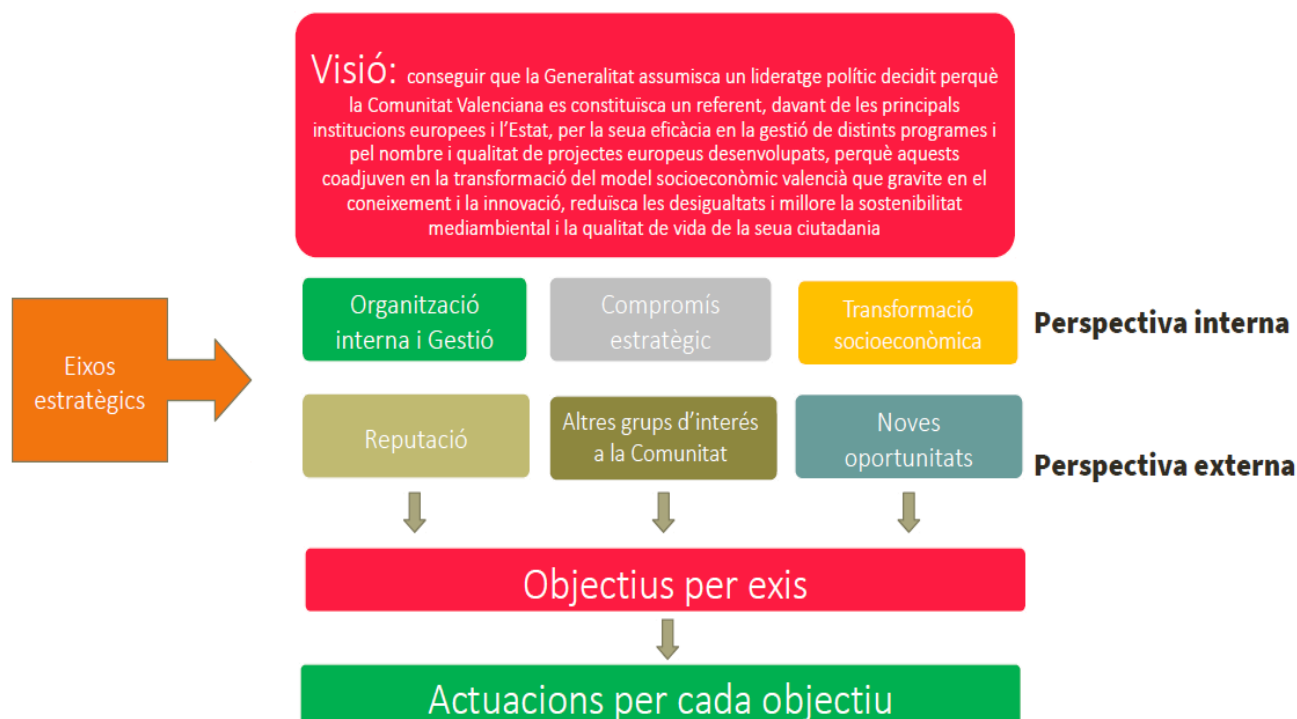 Visió: conseguir que la Generalitat assumisca un lideratge polític decidit perquè
la Comunitat Valenciana es constituïsca un referent, davant de les principals
institucions europees i l'Estat, per la seua eficàcia en la gestió de distints programes i
pel nombre i qualitat de projectes europeus desenvolupats, perquè aquests
coadjuven en la transformació del model socioeconòmic valencià que gravite en el
coneixement i la innovació, reduïsca les desigualtats i millore la sostenibilitat
mediambiental i la qualitat de vida de la seua ciutadania
Eixos
estratègics
Organització
interna i Gestió
Compromís
estratègic
Transformació
socioeconòmica
Perspectiva interna
Reputació
Altres grups d'interés
a la Comunitat
Noves
oportunitats
Perspectiva externa
Objectius per exis
Actuacions per cada objectiu